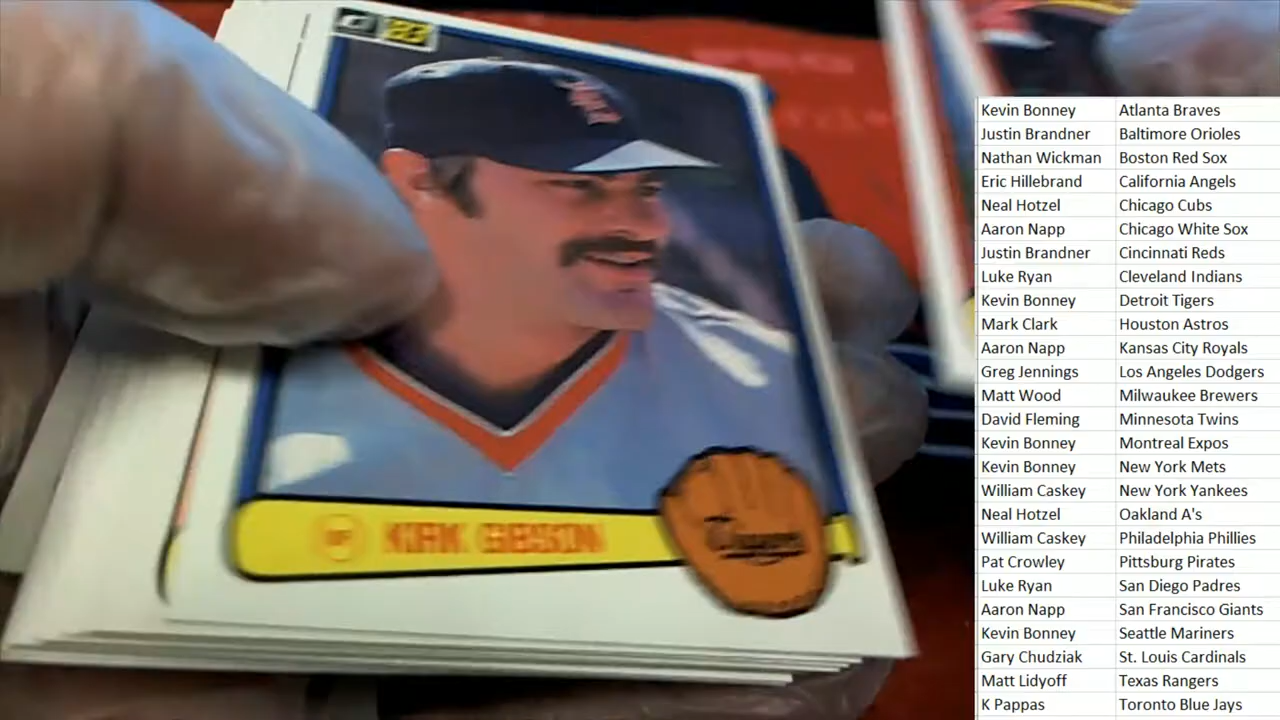 83
OF KIRK GIBSON
Tigers
Kevin Bonney Atlanta Braves
Justin Brandner Baltimore Orioles
Nathan Wickman Boston Red Sox
Eric Hillebrand California Angels
Neal Hotzel Chicago Cubs
Aaron Napp Chicago White Sox
Justin Brandner Cincinnati Reds
Luke Ryan Cleveland Indians
Kevin Bonney Detroit Tigers
Mark Clark Houston Astros
Aaron Napp Kansas City Royals
Greg Jennings Los Angeles Dodgers
Matt Wood Milwaukee Brewers
David Fleming Minnesota Twins
Kevin Bonney Montreal Expos
Kevin Bonney New York Mets
William Caskey New York Yankees
Neal Hotzel Oakland A's
William Caskey Philadelphia Phillies
Pat Crowley Pittsburg Pirates
Luke Ryan San Diego Padres
Aaron Napp San Francisco Giants
Kevin Bonney Seattle Mariners
Gary Chudziak St. Louis Cardinals
Matt Lidyoff Texas Rangers
K Pappas Toronto Blue Jays